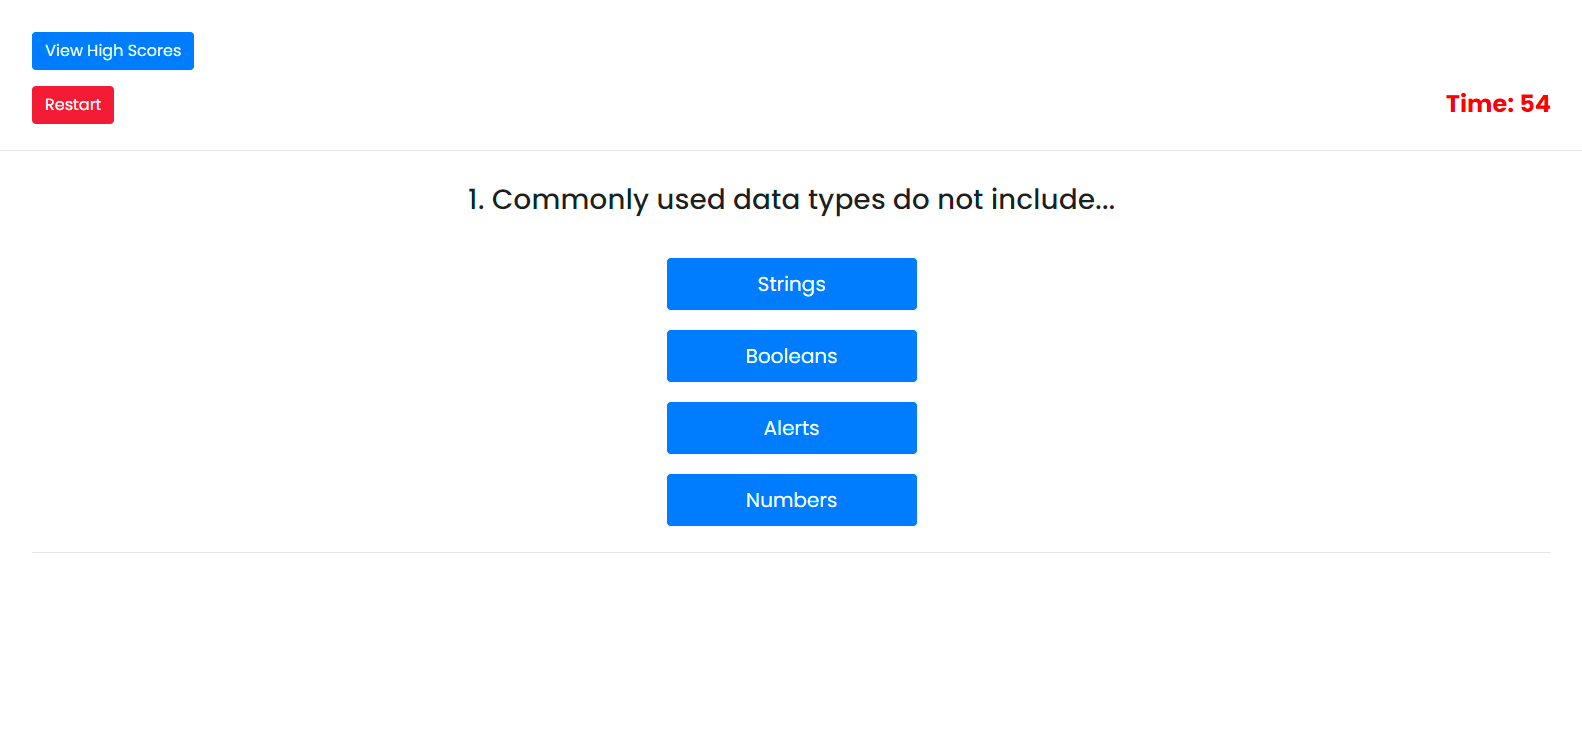 View High Scores
Restart
Time: 54
1. Commonly used data types do not include...
Strings
Booleans
Alerts
Numbers